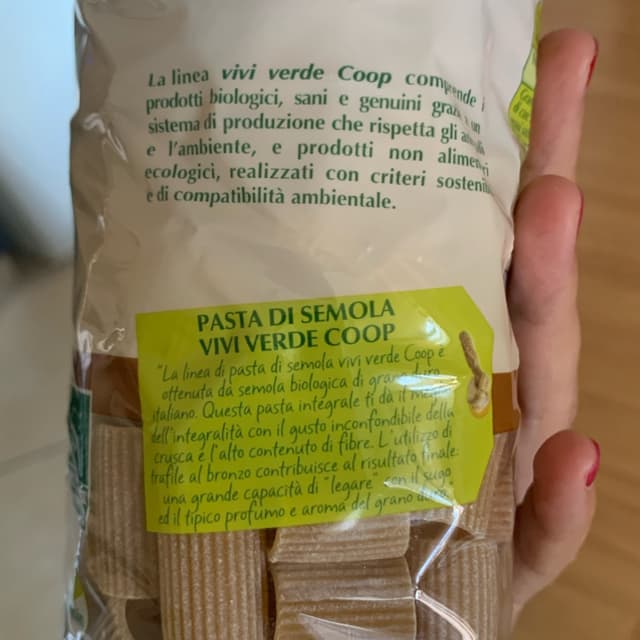 La linea vivi verde Coop comprende
prodotti biologici, sani e genuini grazie un
sistema di produzione che rispetta gli
e l'ambiente, e prodotti non alimentari
ecologici, realizzati con criteri
e di compatibilità ambientale.
PASTA DI SEMOLA
VIVI VERDE COOP
"La linea di pasta di semola vivi verde Coop è
ottenuta da semola biologica di grano duro
italiano. Questa pasta integrale ti dà il meglio
dell'integralità con il gusto inconfondibile della
crusca e l'alto contenuto di fibre. L'utilizzo di
trafile al bronzo contribuisce al risultato finale:
una grande capacità di "legare" con il sugo
ed il tipico profumo e aroma del grano duro."